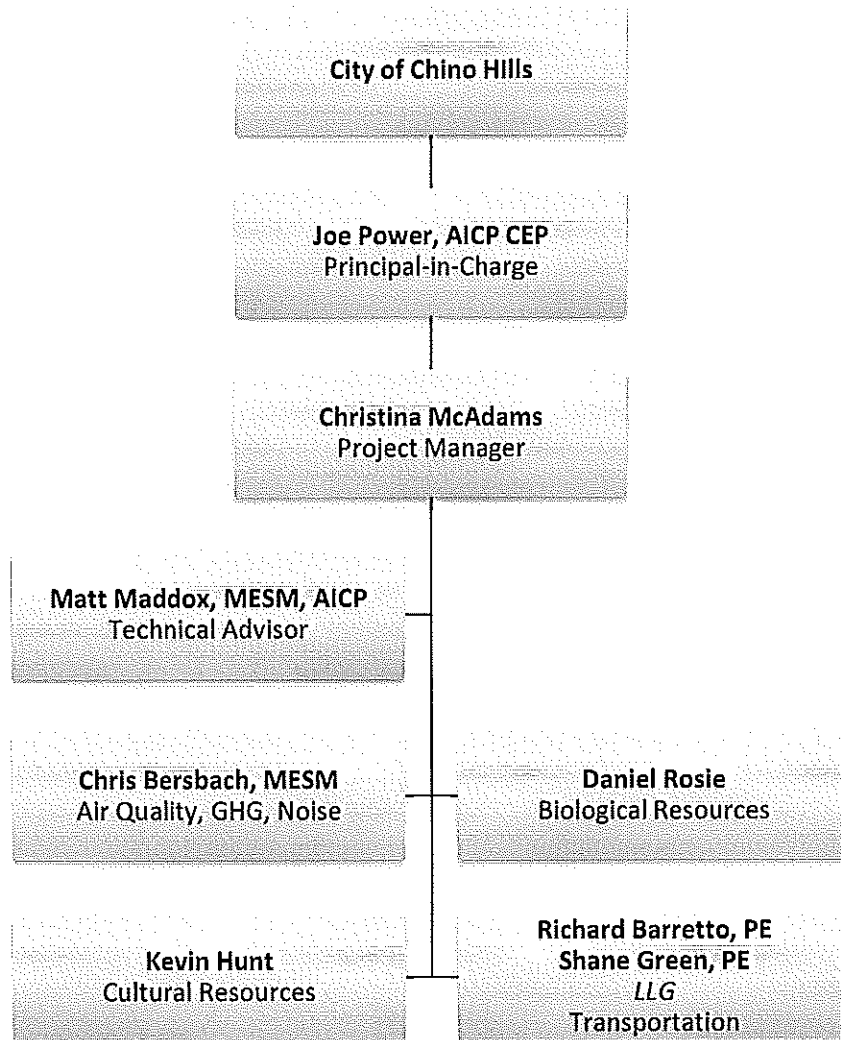 City of Chino HIlls
Joe Power, AICP CEP
Principal-in-Charge
Christina McAdams
Project Manager
Matt Maddox, MESM, AICP
Technical Advisor
Chris Bersbach, MESM
Air Quality, GHG, Noise
Daniel Rosie
Biological Resources
Kevin Hunt
Cultural Resources
Richard Barretto, PE
Shane Green, PE
LLG
Transportation